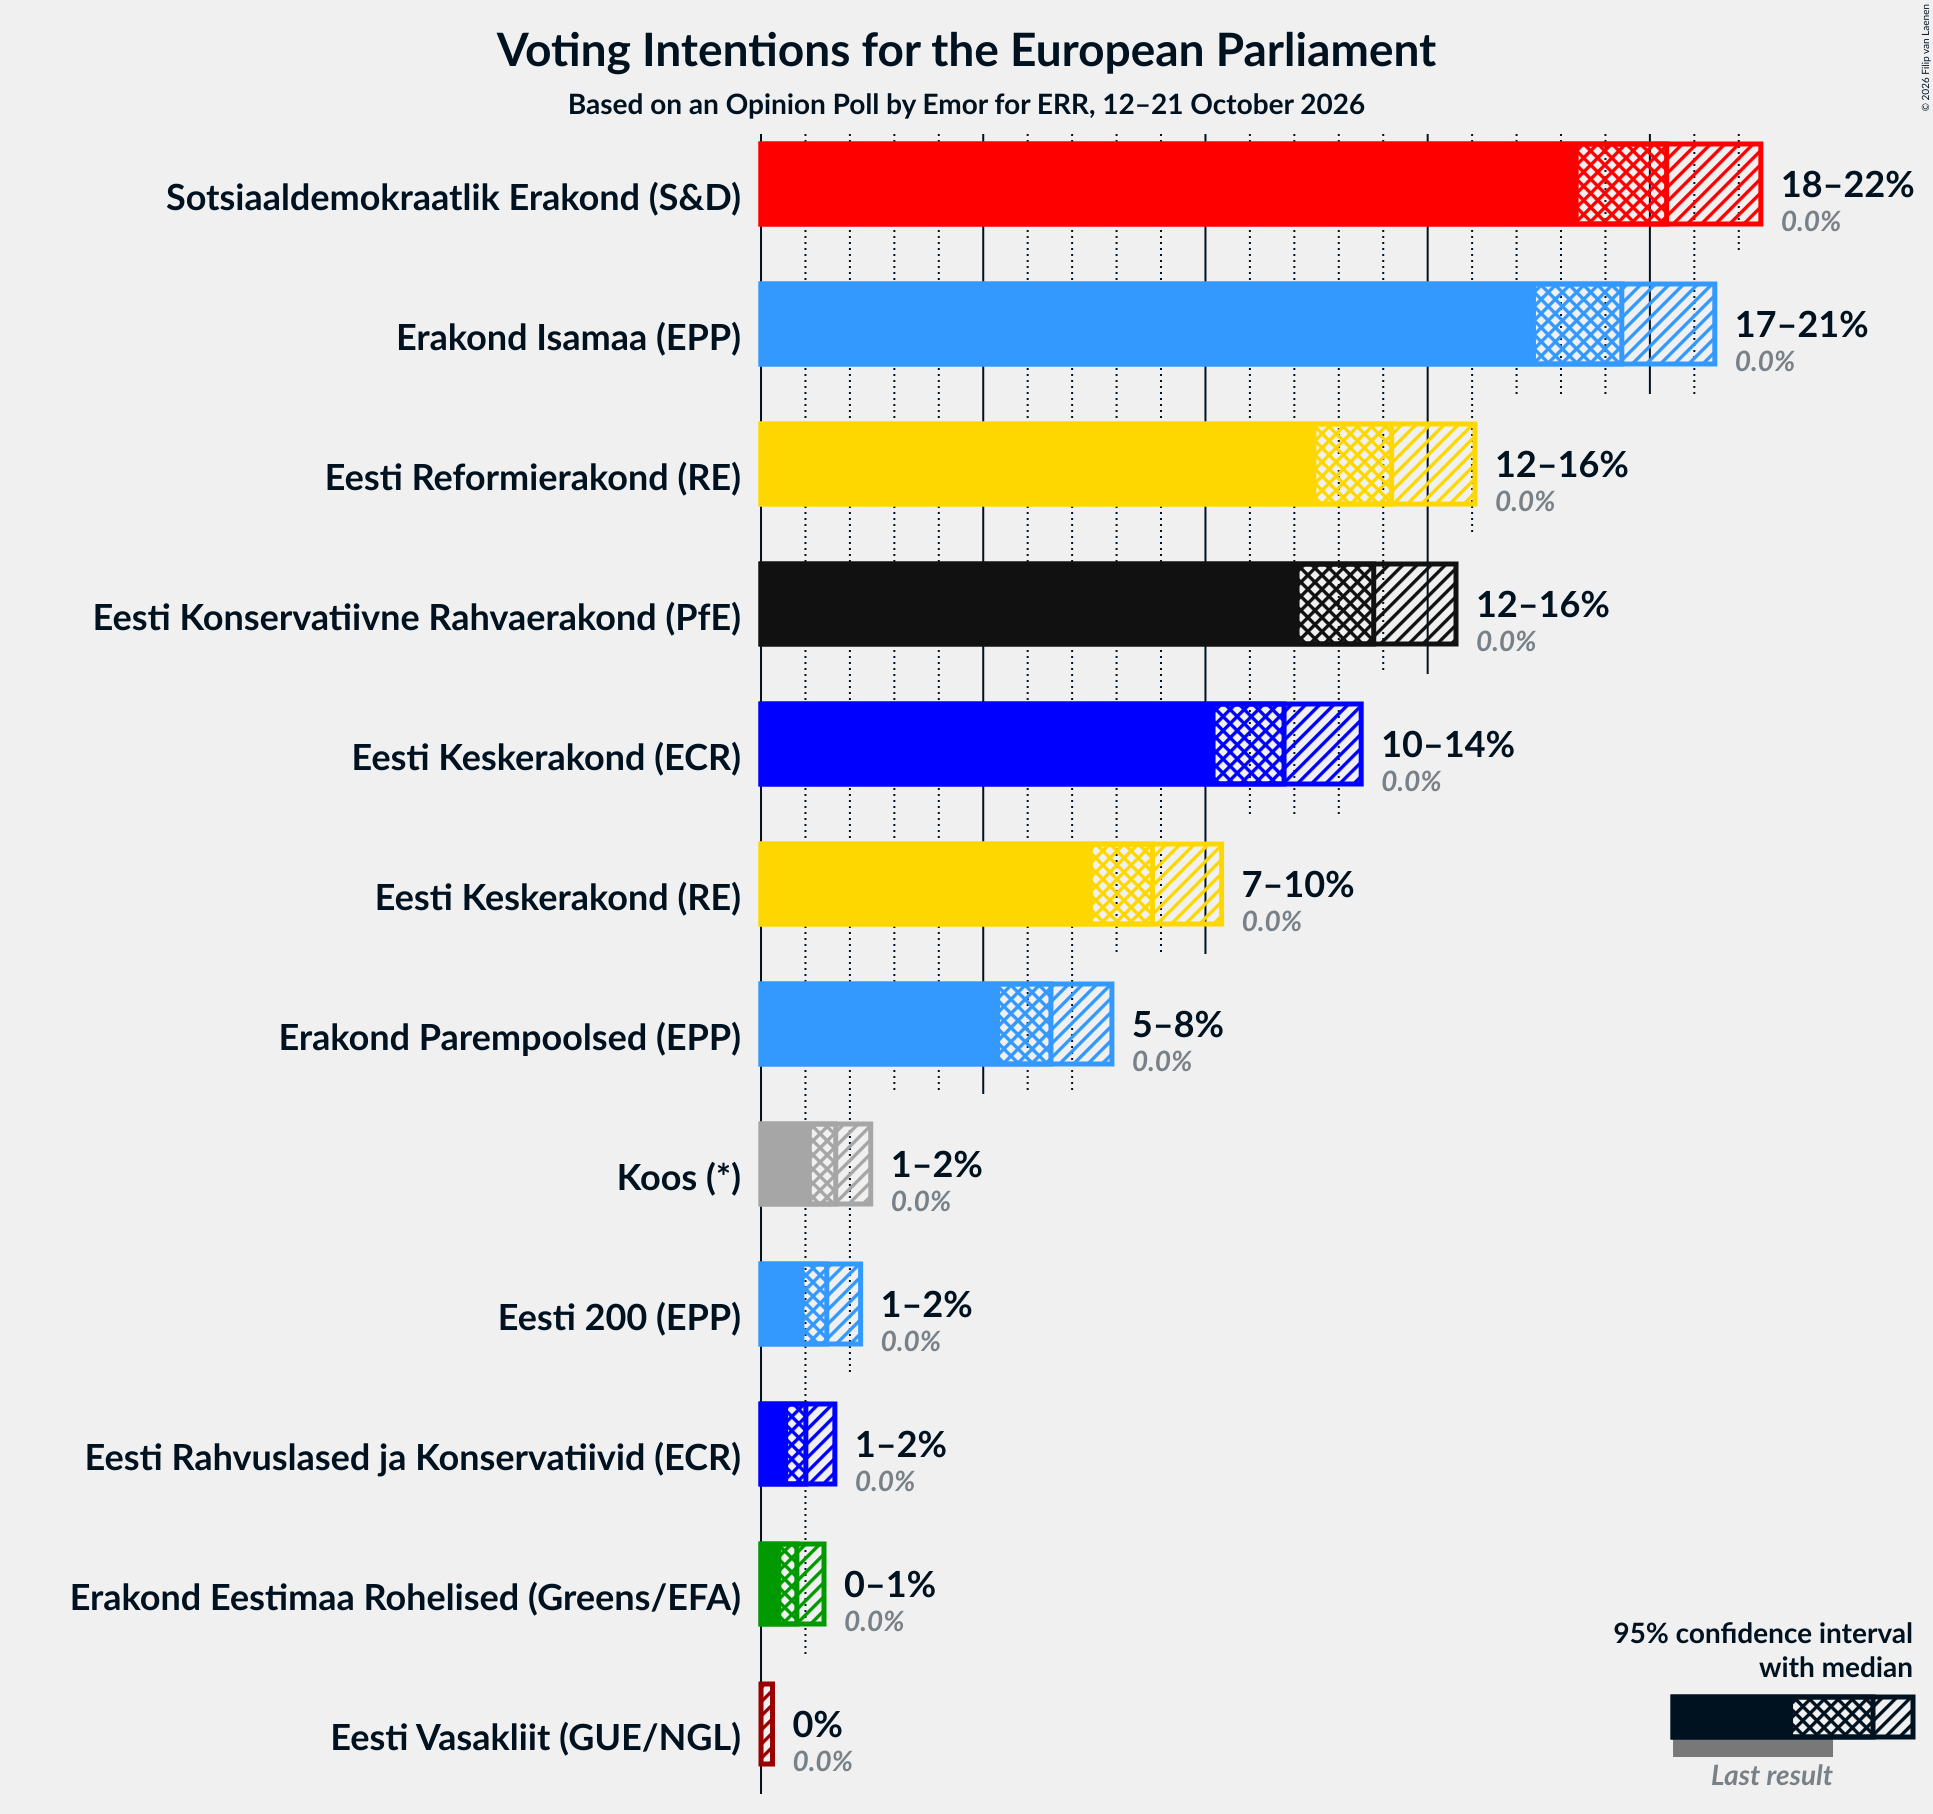 Voting Intentions for the European Parliament
Based on an Opinion Poll by Emor for ERR, 12–21 October 2026
© 2026 Filip van Laenen
Sotsiaaldemokraatlik Erakond (S&D)
18–22%
0.0%
Erakond Isamaa (EPP)
17–21%
0.0%
Eesti Reformierakond (RE)
12–16%
0.0%
Eesti Konservatiivne Rahvaerakond (PfE)
12–16%
0.0%
Eesti Keskerakond (ECR)
10–14%
0.0%
Eesti Keskerakond (RE)
7–10%
0.0%
Erakond Parempoolsed (EPP)
5–8%
0.0%
Koos (*)
1–2%
0.0%
Eesti 200 (EPP)
1–2%
0.0%
Eesti Rahvuslased ja Konservatiivid (ECR)
1–2%
0.0%
Erakond Eestimaa Rohelised (Greens/EFA)
0–1%
0.0%
Eesti Vasakliit (GUE/NGL)
0%
0.0%
95% confidence interval
with median
Last result